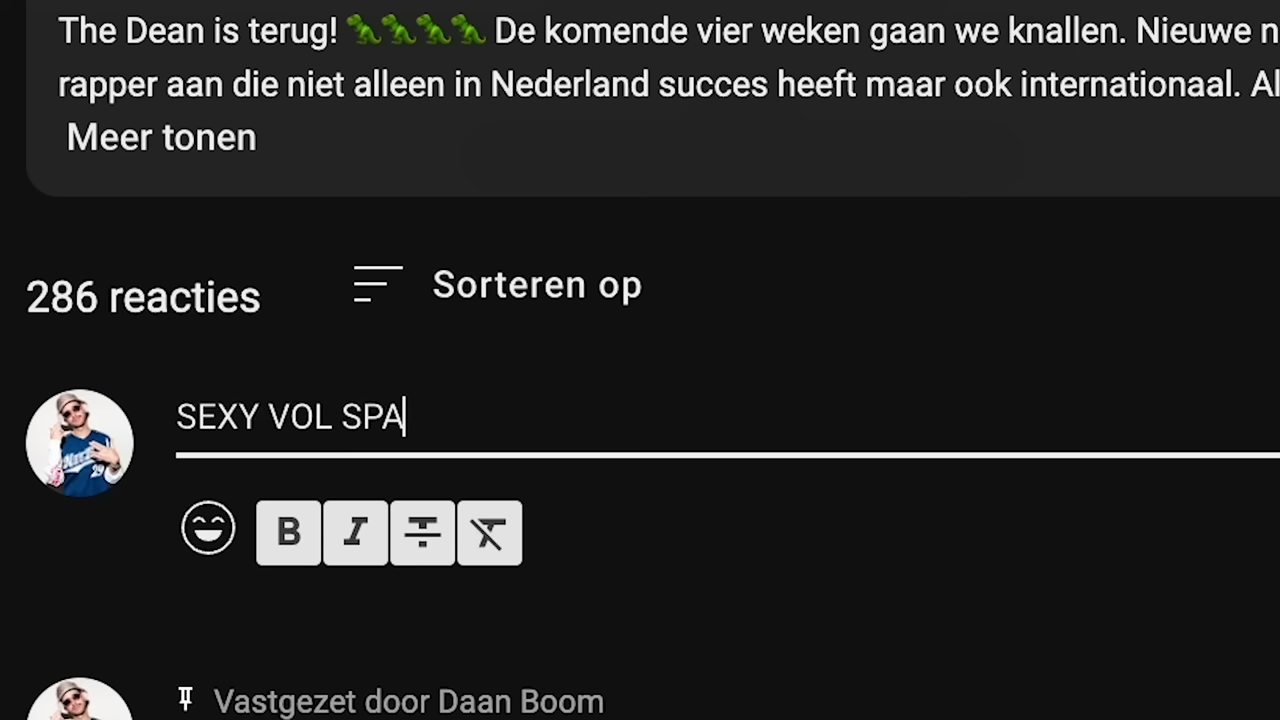 The Dean is terug! 🦖🦖🦖🦖 De komende vier weken gaan we knallen. Nieuwe n
rapper aan die niet alleen in Nederland succes heeft maar ook internationaal. Al
Meer tonen
286 reacties
Sorteren op
SEXY VOL SPA
B I T T
Vastgezet door Daan Boom